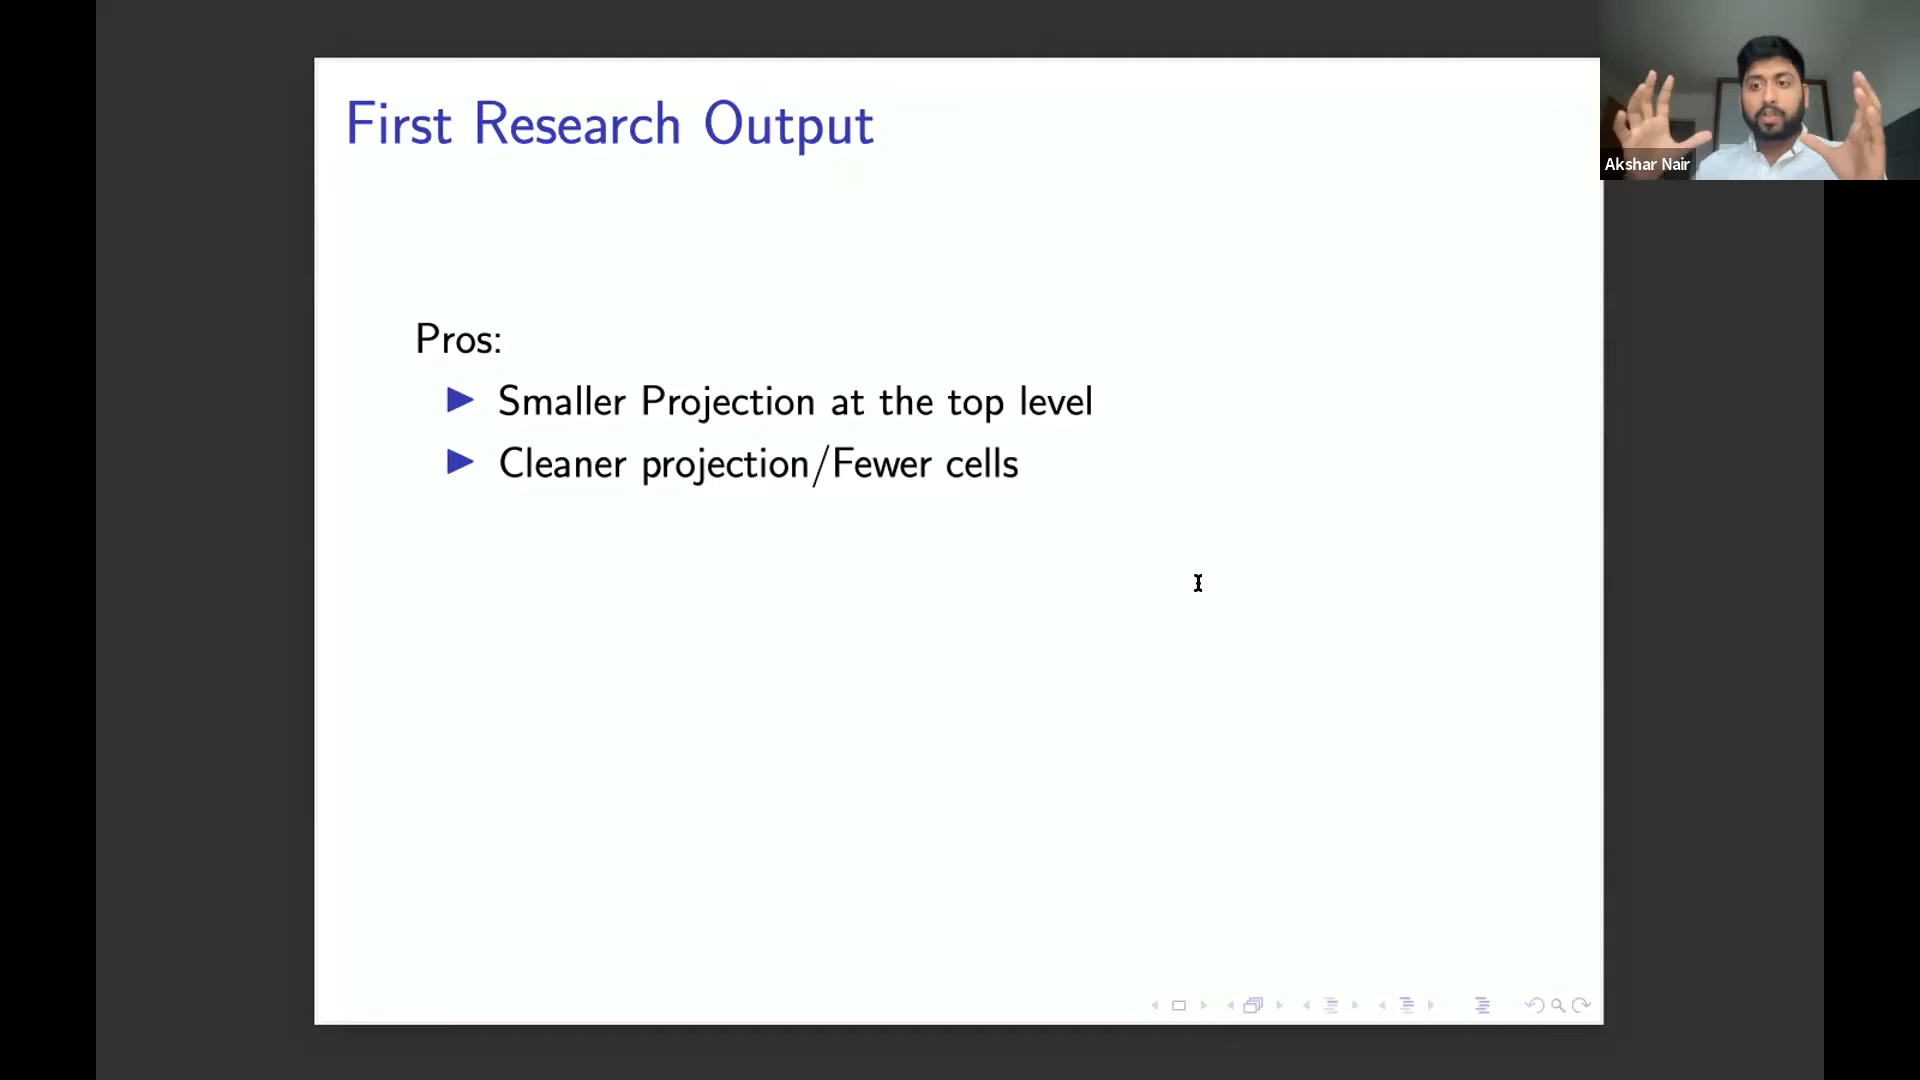 First Research Output
Akshar Nair
Pros:
Smaller Projection at the top level
Cleaner projection/Fewer cells